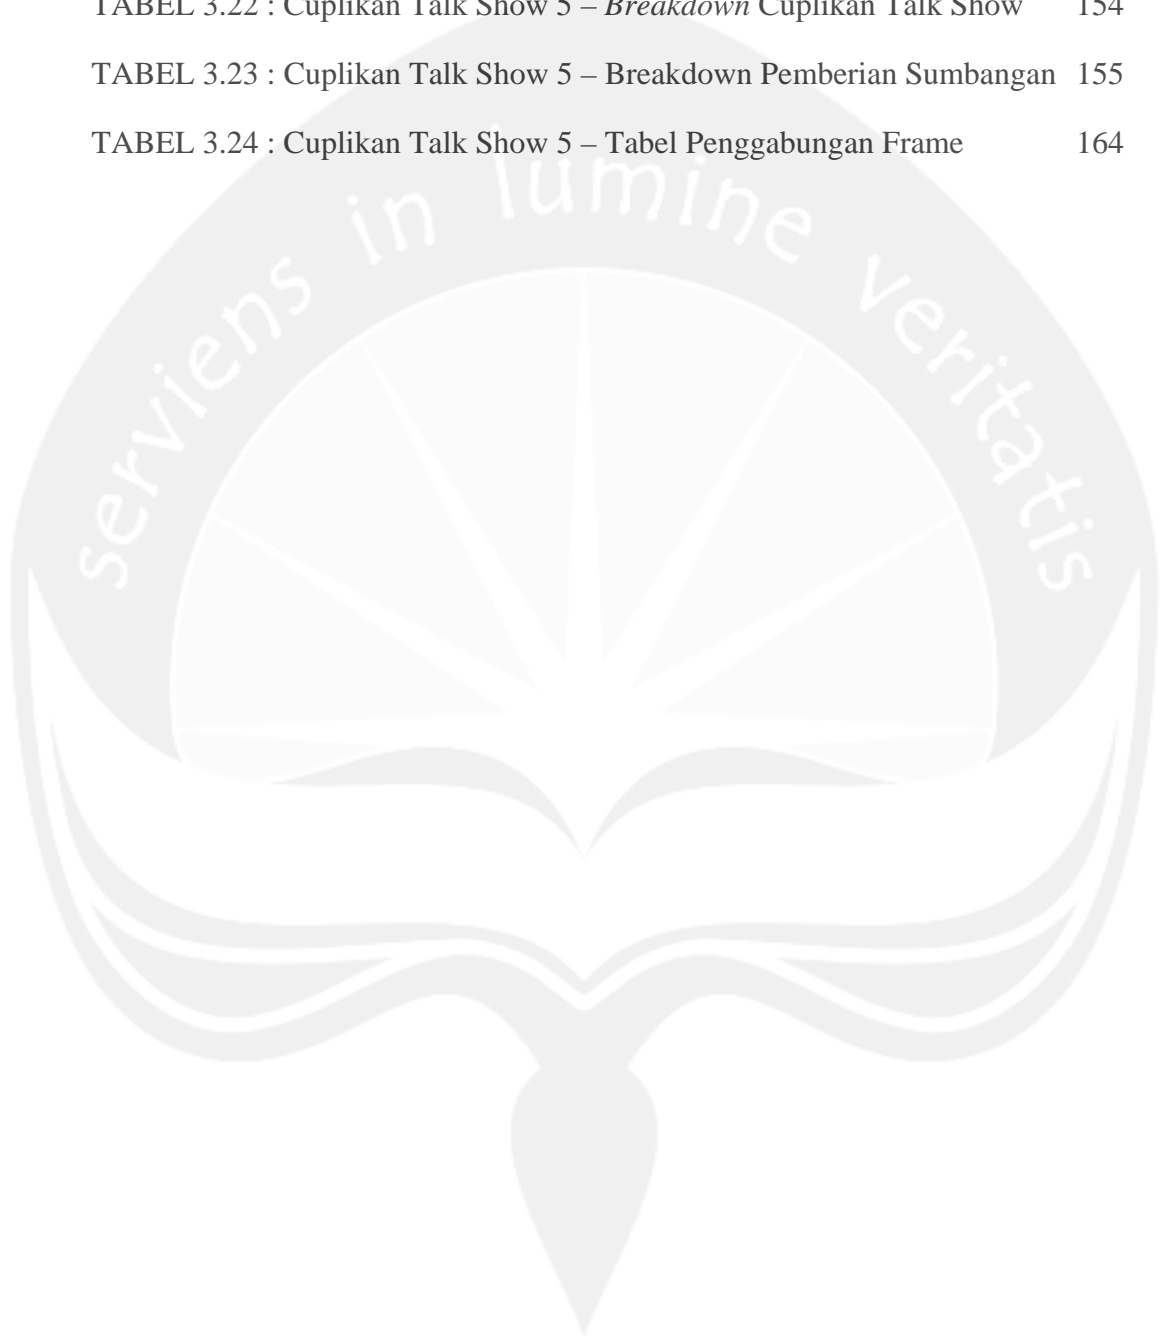 TABEL 3.22 : Cuplikan Talk Show 5 – Breakdown Cuplikan Talk Show 154
TABEL 3.23 : Cuplikan Talk Show 5 – Breakdown Pemberian Sumbangan 155
TABEL 3.24 : Cuplikan Talk Show 5 – Tabel Penggabungan Frame 164
serviens in lumine veritatis